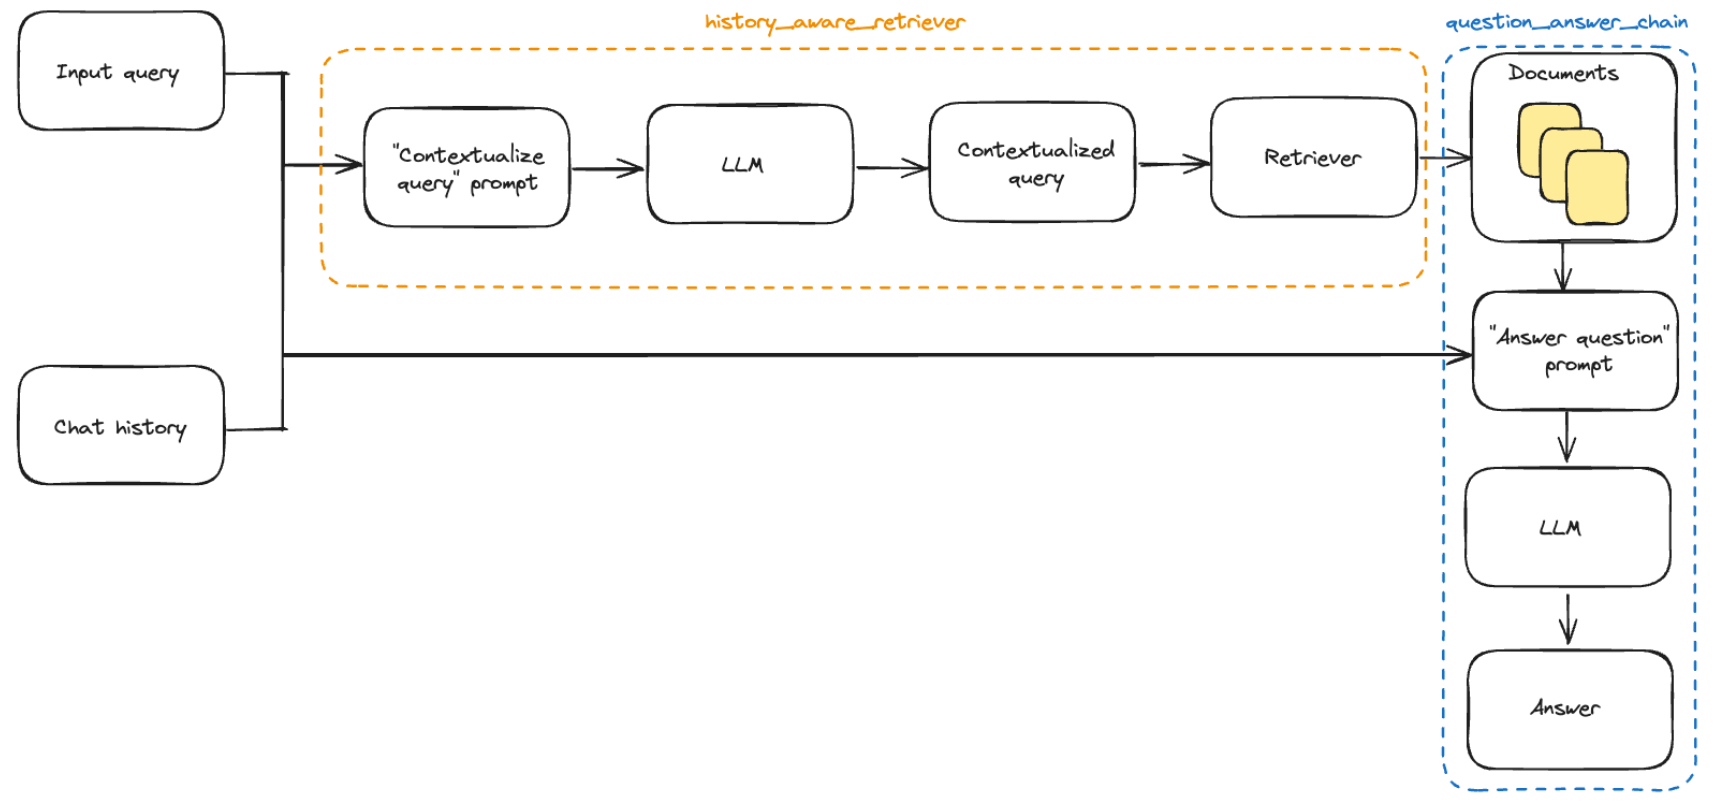 history_aware_retriever
question_answer_chain
Input query
"Contextualize
query" prompt
LLM
Contextualized
query
Retriever
Documents
"Answer question"
prompt
Chat history
LLM
Answer